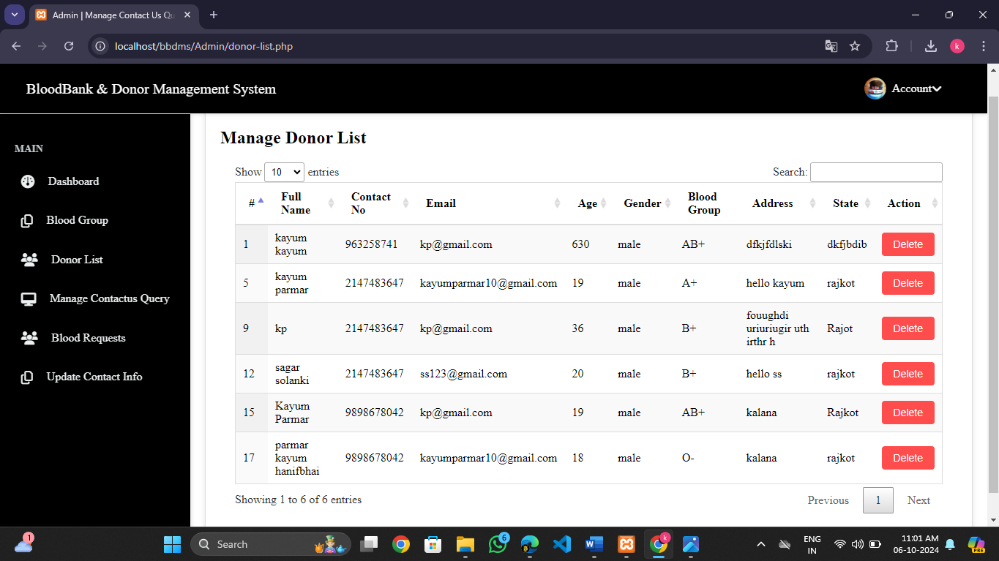 Admin | Manage Contact Us Qu
localhost/bbdms/Admin/donor-list.php
k
BloodBank & Donor Management System
Account
MAIN
Dashboard
Blood Group
Donor List
Manage Contactus Query
Blood Requests
Update Contact Info
Manage Donor List
Show 10 entries
Search:
# Full Name Contact No Email Age Gender Blood Group Address State Action
1 kayum kayum 963258741 kp@gmail.com 630 male AB+ dfkjfdlski dkfjbdib Delete
5 kayum parmar 2147483647 kayumparmar10@gmail.com 19 male A+ hello kayum rajkot Delete
9 kp 2147483647 kp@gmail.com 36 male B+ fouughdi uriuriugir uth irthr h Rajot Delete
12 sagar solanki 2147483647 ss123@gmail.com 20 male B+ hello ss rajkot Delete
15 Kayum Parmar 9898678042 kp@gmail.com 19 male AB+ kalana Rajkot Delete
17 parmar kayum hanifbhai 9898678042 kayumparmar10@gmail.com 18 male O- kalana rajkot Delete
Showing 1 to 6 of 6 entries
Previous 1 Next
1
Search
6
k
ENG
IN
11:01 AM
06-10-2024
PRE